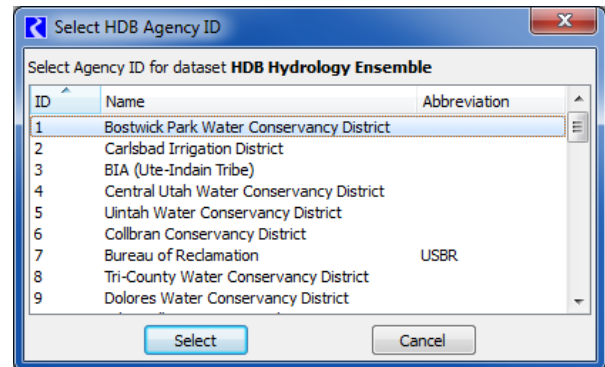 Select HDB Agency ID
Select Agency ID for dataset HDB Hydrology Ensemble
ID Name Abbreviation
1 Bostwick Park Water Conservancy District
2 Carlsbad Irrigation District
3 BIA (Ute-Indain Tribe)
4 Central Utah Water Conservancy District
5 Uintah Water Conservancy District
6 Collbran Conservancy District
7 Bureau of Reclamation USBR
8 Tri-County Water Conservancy District
9 Dolores Water Conservancy District
Select Cancel